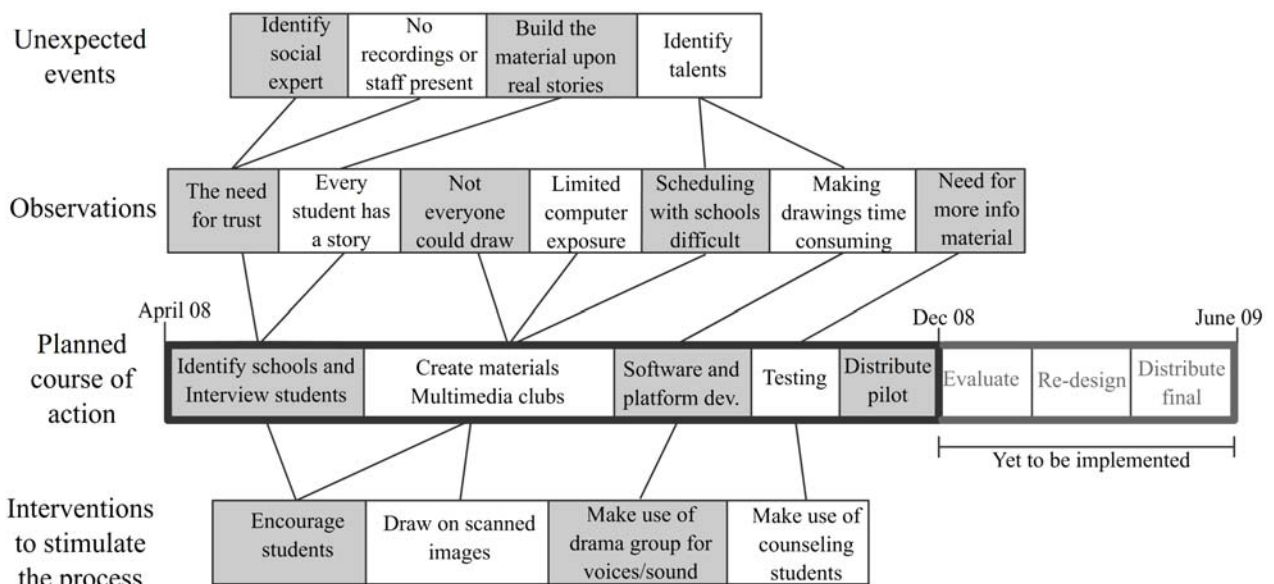 Unexpected
events
Identify
social
expert
No
recordings or
staff present
Build the
material upon
real stories
Identify
talents
Observations
The need
for trust
Every
student has
a story
Not
everyone
could draw
Limited
computer
exposure
Scheduling
with schools
difficult
Making
drawings time
consuming
Need for
more info
material
April 08
Dec 08
June 09
Planned
course of
action
Identify schools and
Interview students
Create materials
Multimedia clubs
Software and
platform dev.
Testing
Distribute
pilot
Evaluate
Re-design
Distribute
final
Yet to be implemented
Interventions
to stimulate
the process
Encourage
students
Draw on scanned
images
Make use of
drama group for
voices/sound
Make use of
counseling
students